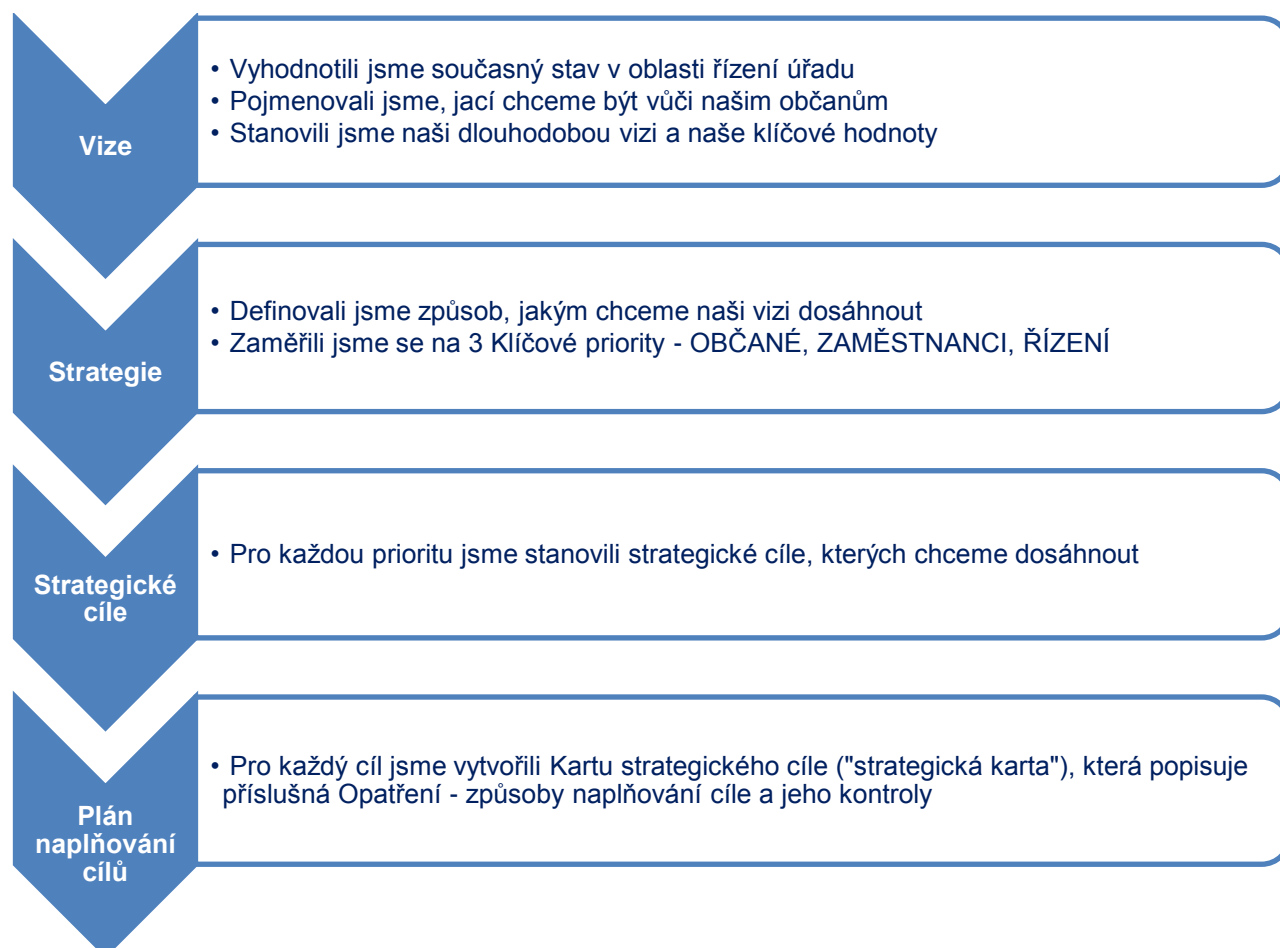 Vize
• Vyhodnotili jsme současný stav v oblasti řízení úřadu
• Pojmenovali jsme, jací chceme být vůči našim občanům
• Stanovili jsme naši dlouhodobou vizi a naše klíčové hodnoty
Strategie
• Definovali jsme způsob, jakým chceme naši vizi dosáhnout
• Zaměřili jsme se na 3 Klíčové priority - OBČANÉ, ZAMĚSTNANCI, ŘÍZENÍ
Strategické
cíle
• Pro každou prioritu jsme stanovili strategické cíle, kterých chceme dosáhnout
Plán
naplňování
cílů
• Pro každý cíl jsme vytvořili Kartu strategického cíle ("strategická karta"), která popisuje
příslušná Opatření - způsoby naplňování cíle a jeho kontroly